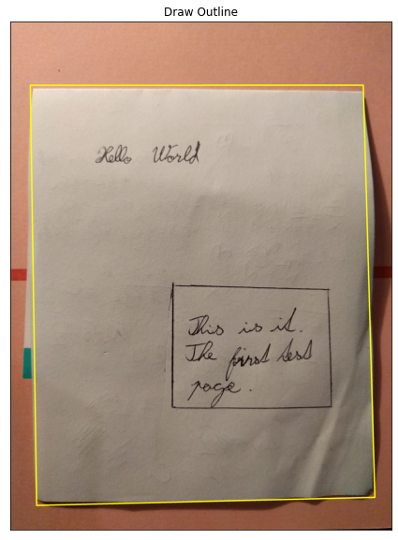 Draw Outline
Hello World
This is it.
The first test
page.